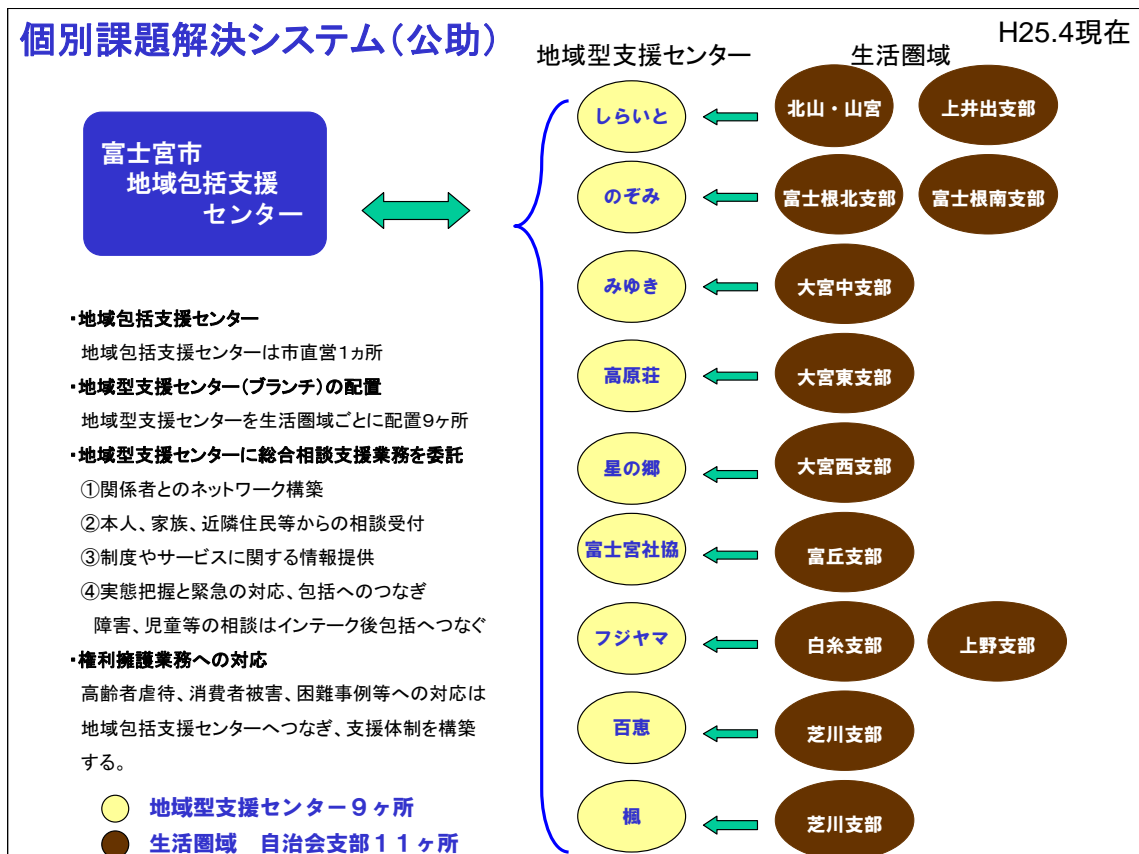 個別課題解決システム(公助)
H25.4現在
地域型支援センター
生活圏域
富士宮市
地域包括支援
センター
・地域包括支援センター
地域包括支援センターは市直営1ヵ所
・地域型支援センター(ブランチ)の配置
地域型支援センターを生活圏域ごとに配置9ヶ所
・地域型支援センターに総合相談支援業務を委託
①関係者とのネットワーク構築
②本人、家族、近隣住民等からの相談受付
③制度やサービスに関する情報提供
④実態把握と緊急の対応、包括へのつなぎ
障害、児童等の相談はインテーク後包括へつなぐ
・権利擁護業務への対応
高齢者虐待、消費者被害、困難事例等への対応は
地域包括支援センターへつなぎ、支援体制を構築
する。
地域型支援センター９ヶ所
生活圏域　自治会支部１１ヶ所
しらいと
北山・山宮
上井出支部
のぞみ
富士根北支部
富士根南支部
みゆき
大宮中支部
高原荘
大宮東支部
星の郷
大宮西支部
富士宮社協
富丘支部
フジヤマ
白糸支部
上野支部
百恵
芝川支部
楓
芝川支部